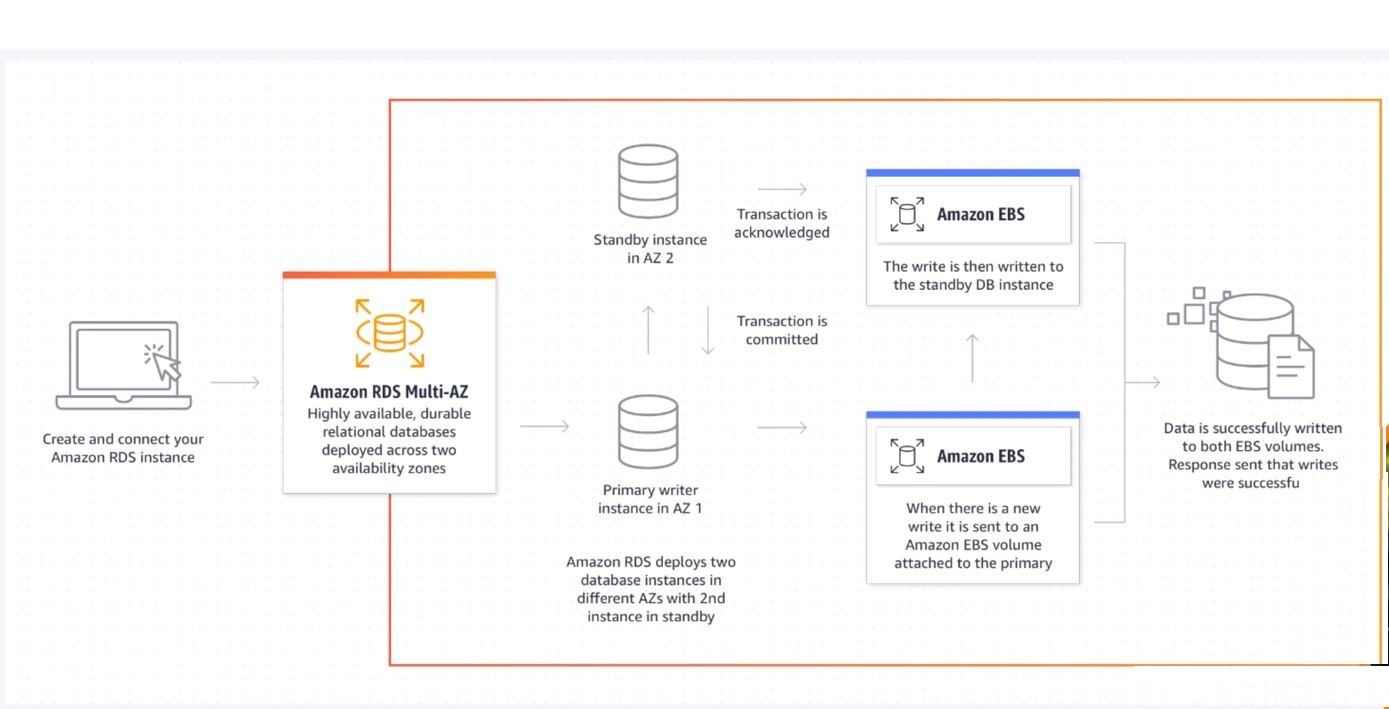 Create and connect your
Amazon RDS instance
Amazon RDS Multi-AZ
Highly available, durable
relational databases
deployed across two
availability zones
Standby instance
in AZ 2
Transaction is
acknowledged
Transaction is
committed
Primary writer
instance in AZ 1
Amazon RDS deploys two
database instances in
different AZs with 2nd
instance in standby
Amazon EBS
The write is then written to
the standby DB instance
Amazon EBS
When there is a new
write it is sent to an
Amazon EBS volume
attached to the primary
Data is successfully written
to both EBS volumes.
Response sent that writes
were successfu